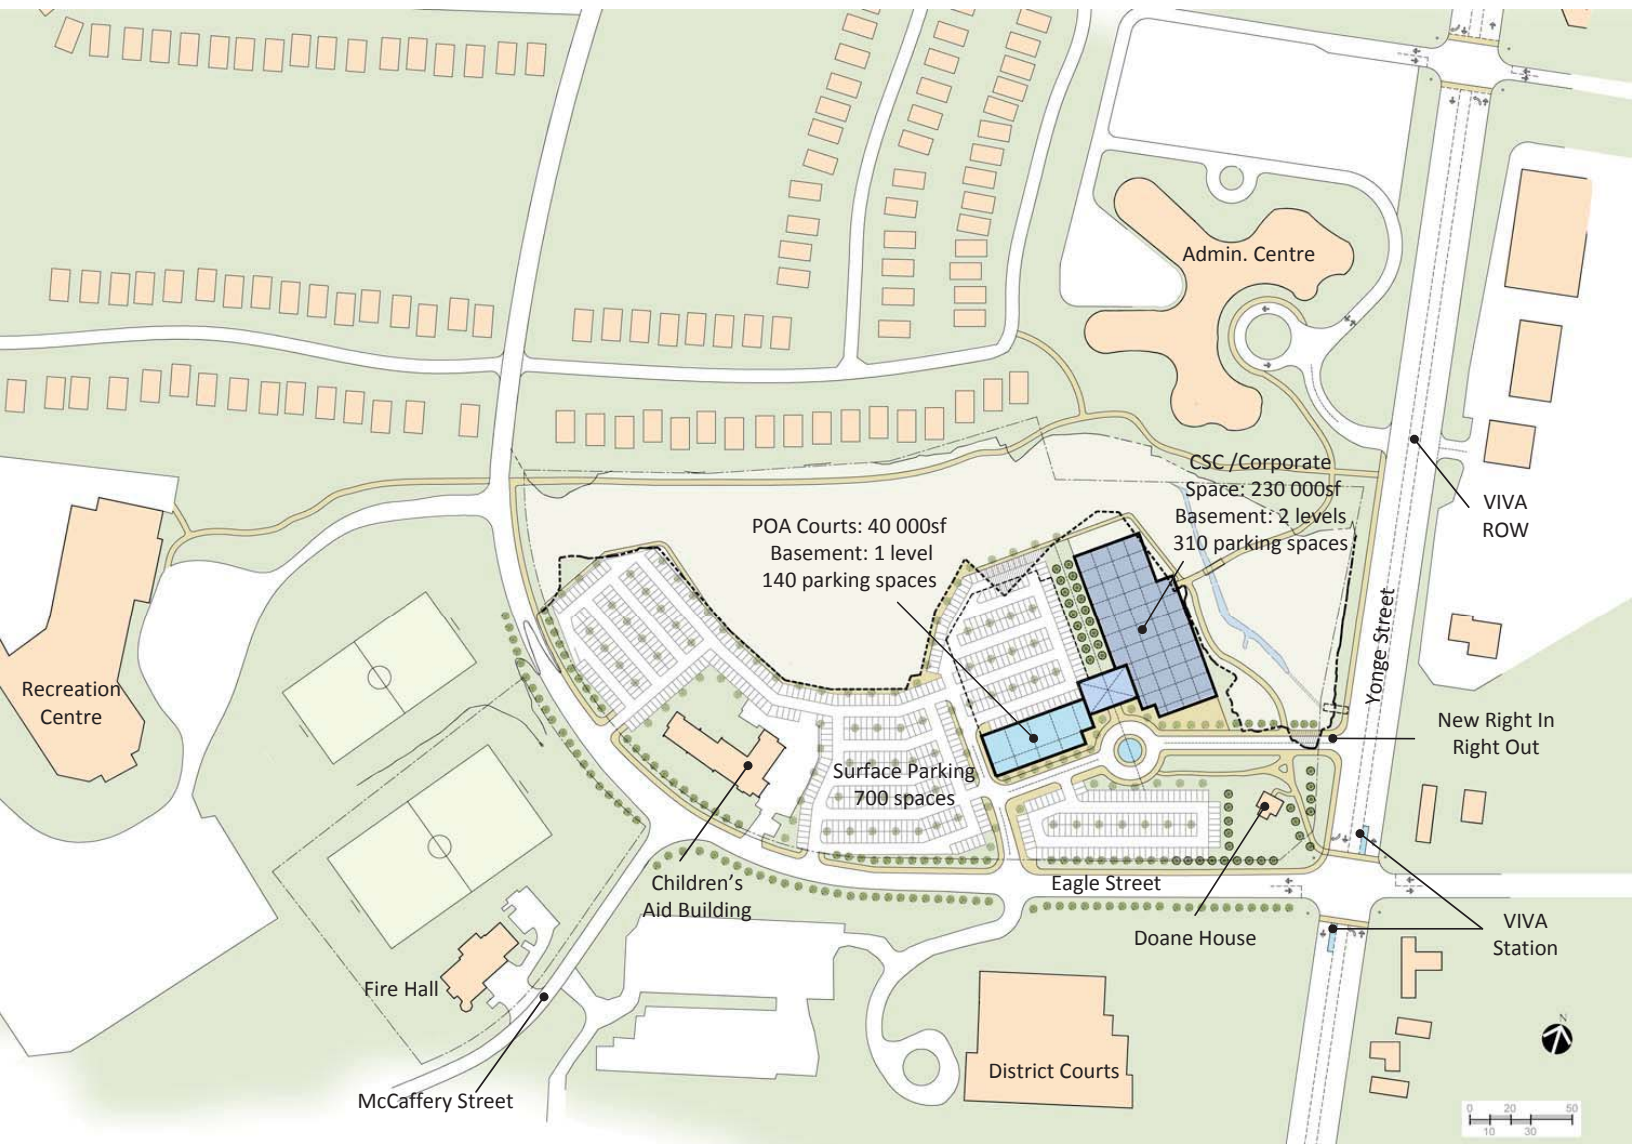 Admin. Centre
CSC /Corporate
Space: 230 000sf
Basement: 2 levels
310 parking spaces
VIVA
ROW
POA Courts: 40 000sf
Basement: 1 level
140 parking spaces
Yonge Street
Recreation
Centre
New Right In
Right Out
Surface Parking
700 spaces
Children's
Aid Building
Eagle Street
Doane House
VIVA
Station
Fire Hall
District Courts
McCaffery Street
N
0 20 50
10 30